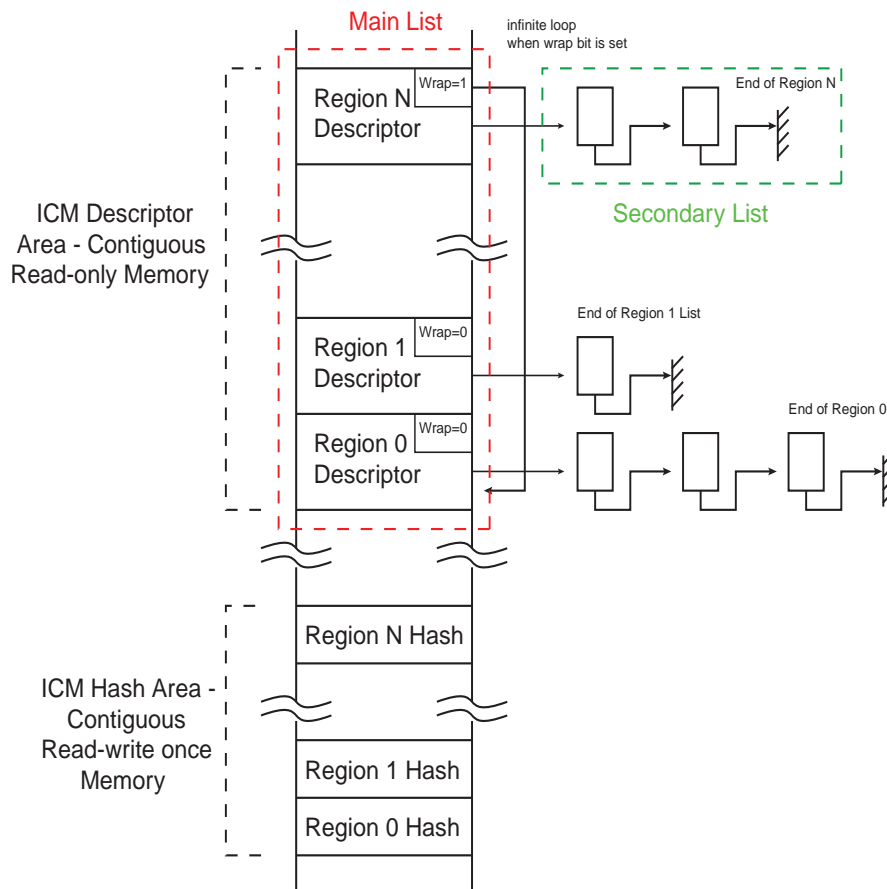 Main List
infinite loop
when wrap bit is set
Wrap=1
End of Region N
Region N
Descriptor
Secondary List
ICM Descriptor
Area - Contiguous
Read-only Memory
End of Region 1 List
Wrap=0
Region 1
Descriptor
End of Region 0
Wrap=0
Region 0
Descriptor
Region N Hash
ICM Hash Area -
Contiguous
Read-write once
Memory
Region 1 Hash
Region 0 Hash